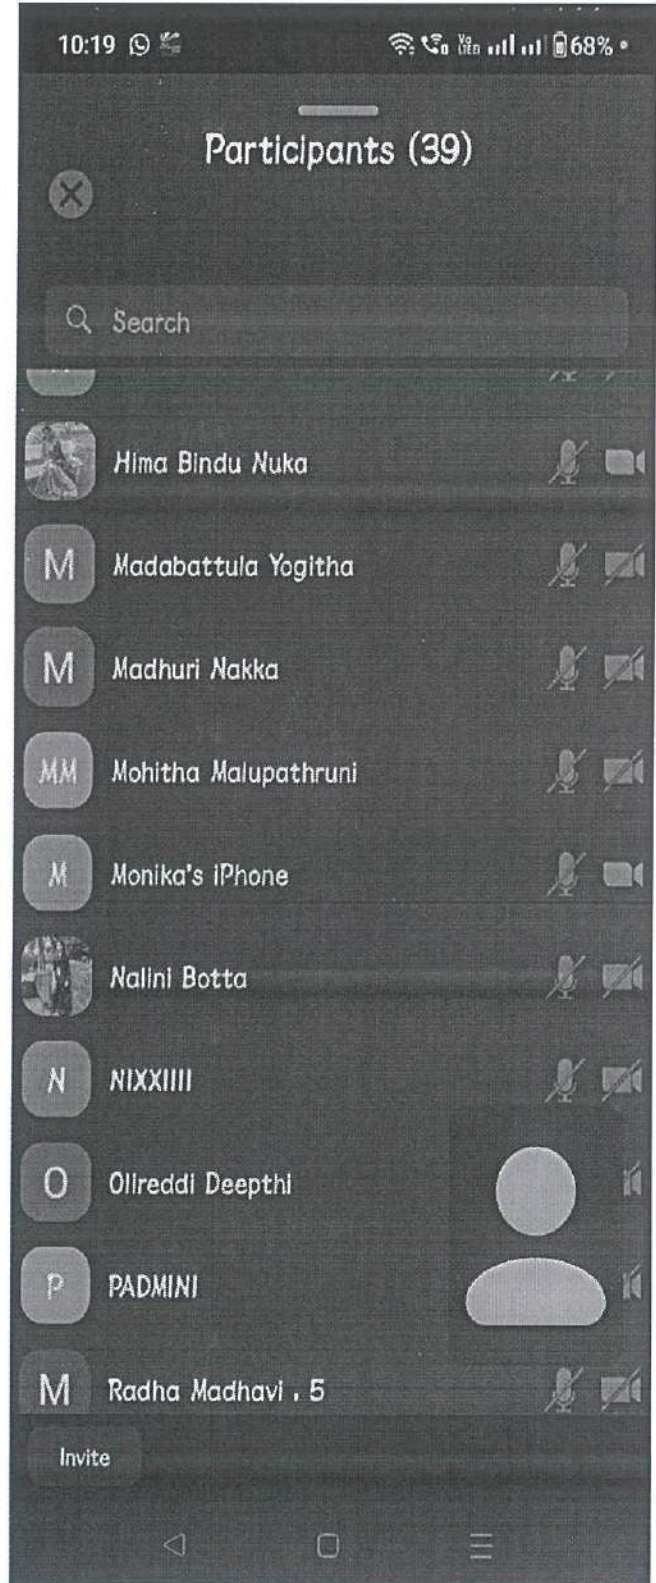 10:19 68%
Participants (39)
Search
Hima Bindu Nuka
M Madabattula Yogitha
M Madhuri Nakka
MM Mohitha Malupathruni
M Monika's iPhone
Nalini Botta
N NIXXIIII
O Ollreddi Deepthi
P PADMINI
M Radha Madhavi . 5
Invite